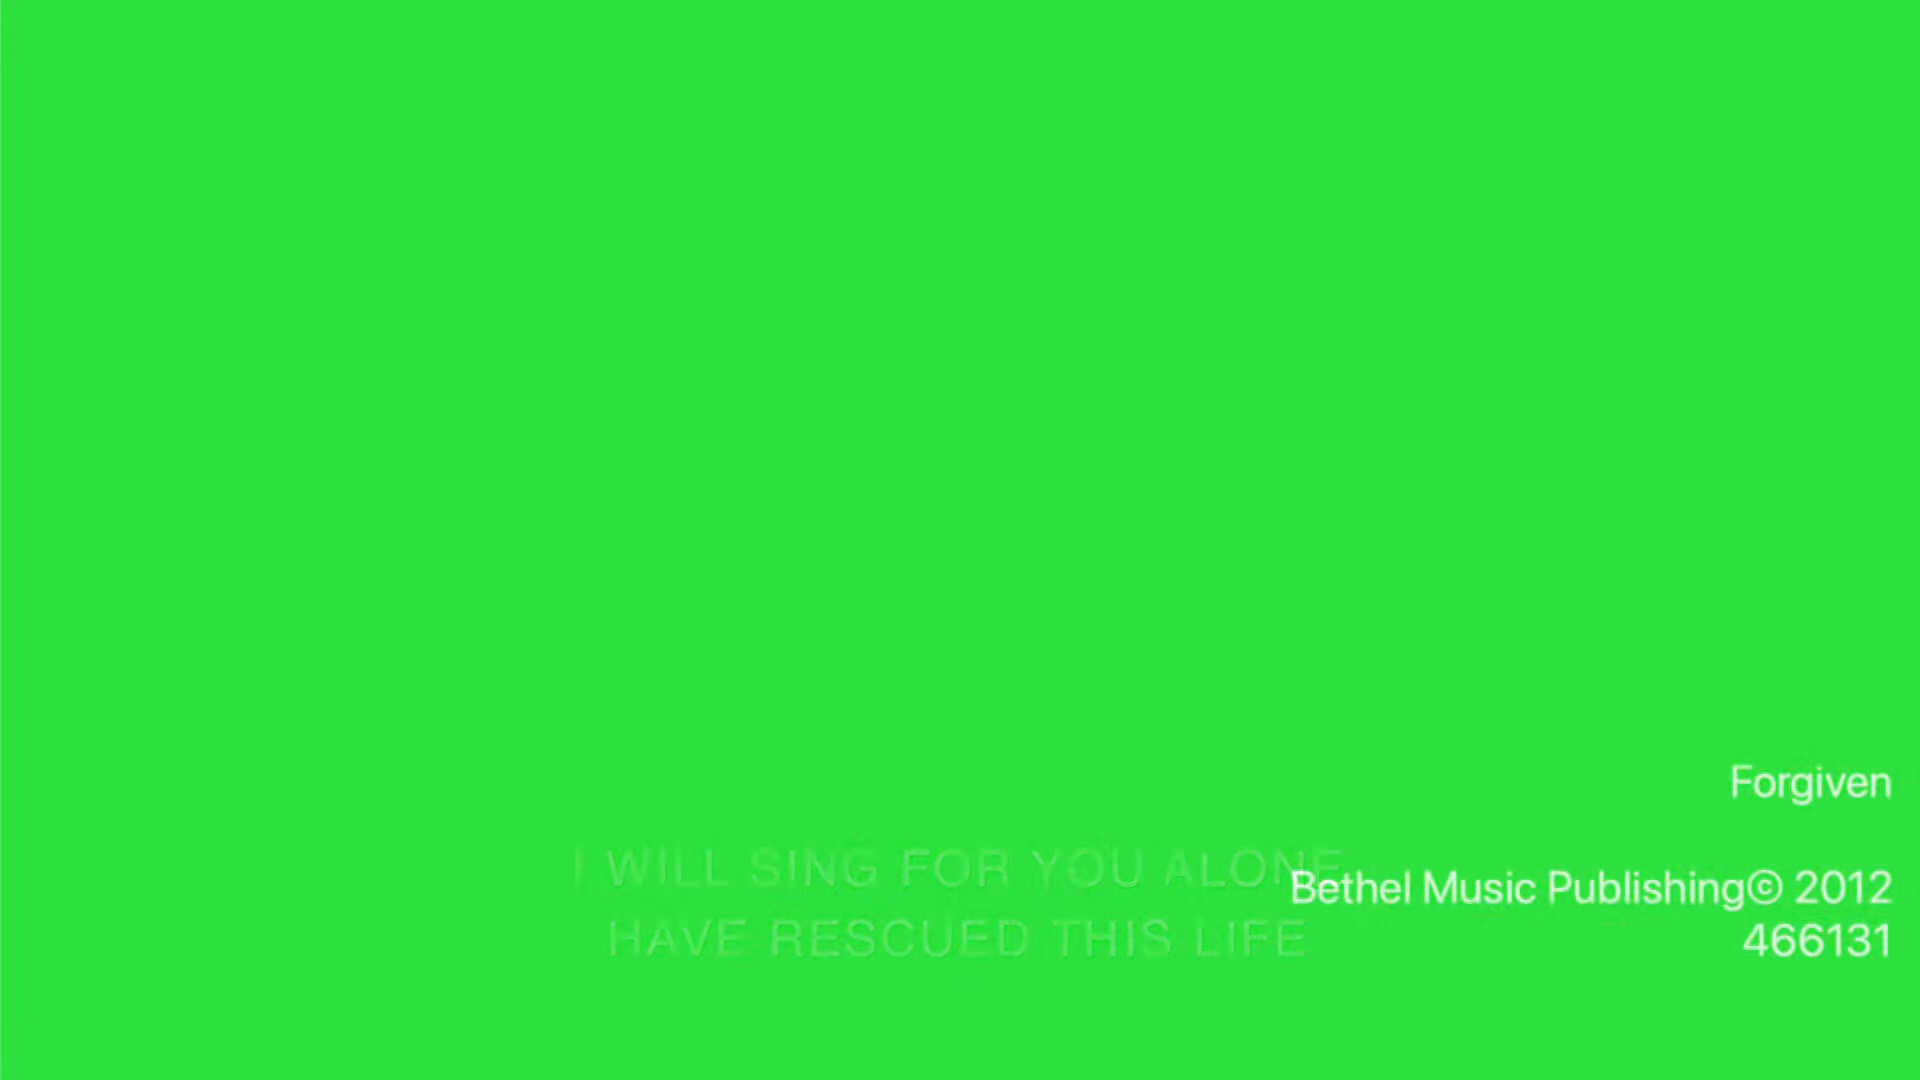 Forgiven
I WILL SING FOR YOU ALONE
Bethel Music Publishing© 2012
HAVE RESCUED THIS LIFE
466131